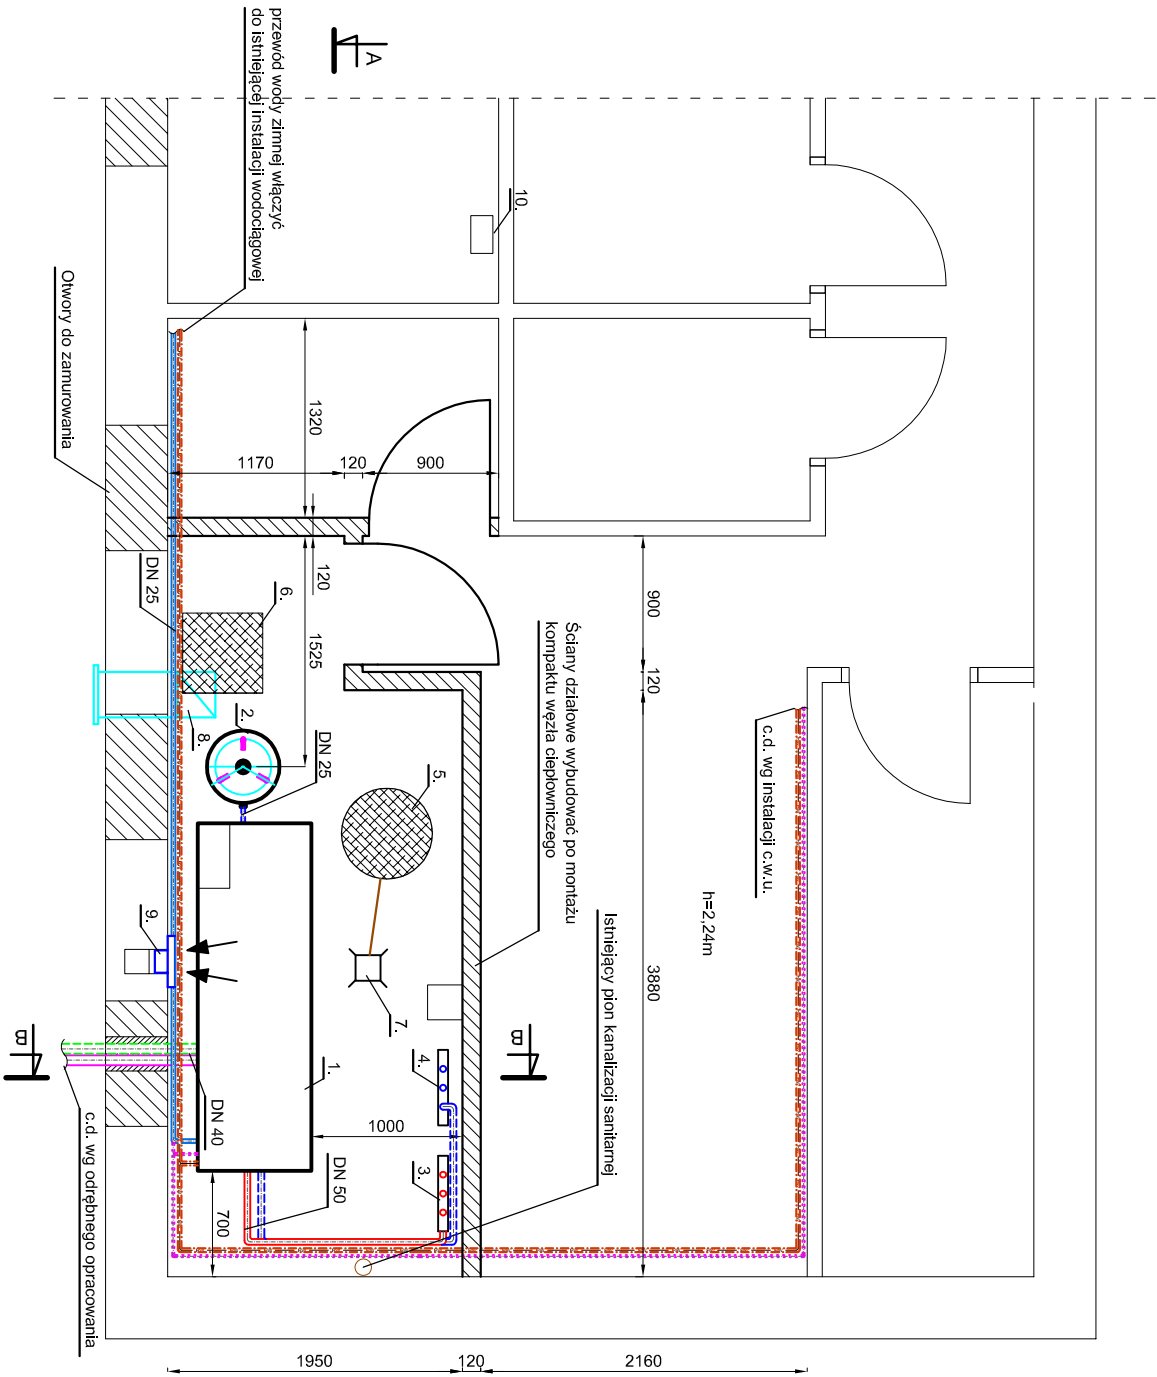 A
przewód wody zimnej włączyć
do istniejącej instalacji wodociągowej
10.
Otwory do zamurowania
1320
1170
120
900
120
1525
DN 25
6.
8.
2.
DN 25
5.
Ściany działowe wybudować po montażu
kompaktu węzła ciepłowniczego
900
120
3880
c.d. wg instalacji c.w.u.
h=2,24m
Istniejący pion kanalizacji sanitarnej
9.
7.
1.
4.
3.
B
B
DN 40
1000
DN 50
700
c.d. wg odrębnego opracowania
1950
120
2160